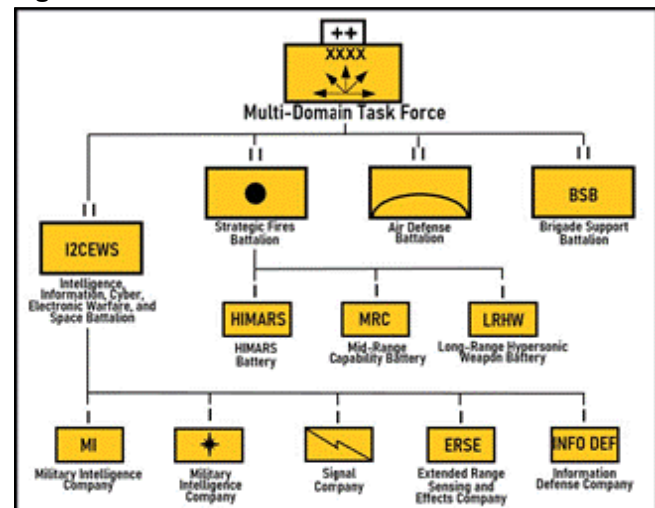 ++
XXXX
Multi-Domain Task Force
II
II
II
II
I2CEWS
BSB
Intelligence,
Information, Cyber,
Electronic Warfare, and
Space Battalion
Strategic Fires
Battalion
Air Defense
Battalion
Brigade Support
Battalion
I
I
I
HIMARS
MRC
LRHW
HIMARS
Battery
Mid-Range
Capability Battery
Long-Range Hypersonic
Weapon Battery
I
I
I
I
I
MI
ERSE
INFO DEF
Military Intelligence
Company
Military
Intelligence
Company
Signal
Company
Extended Range
Sensing and
Effects Company
Information
Defense Company